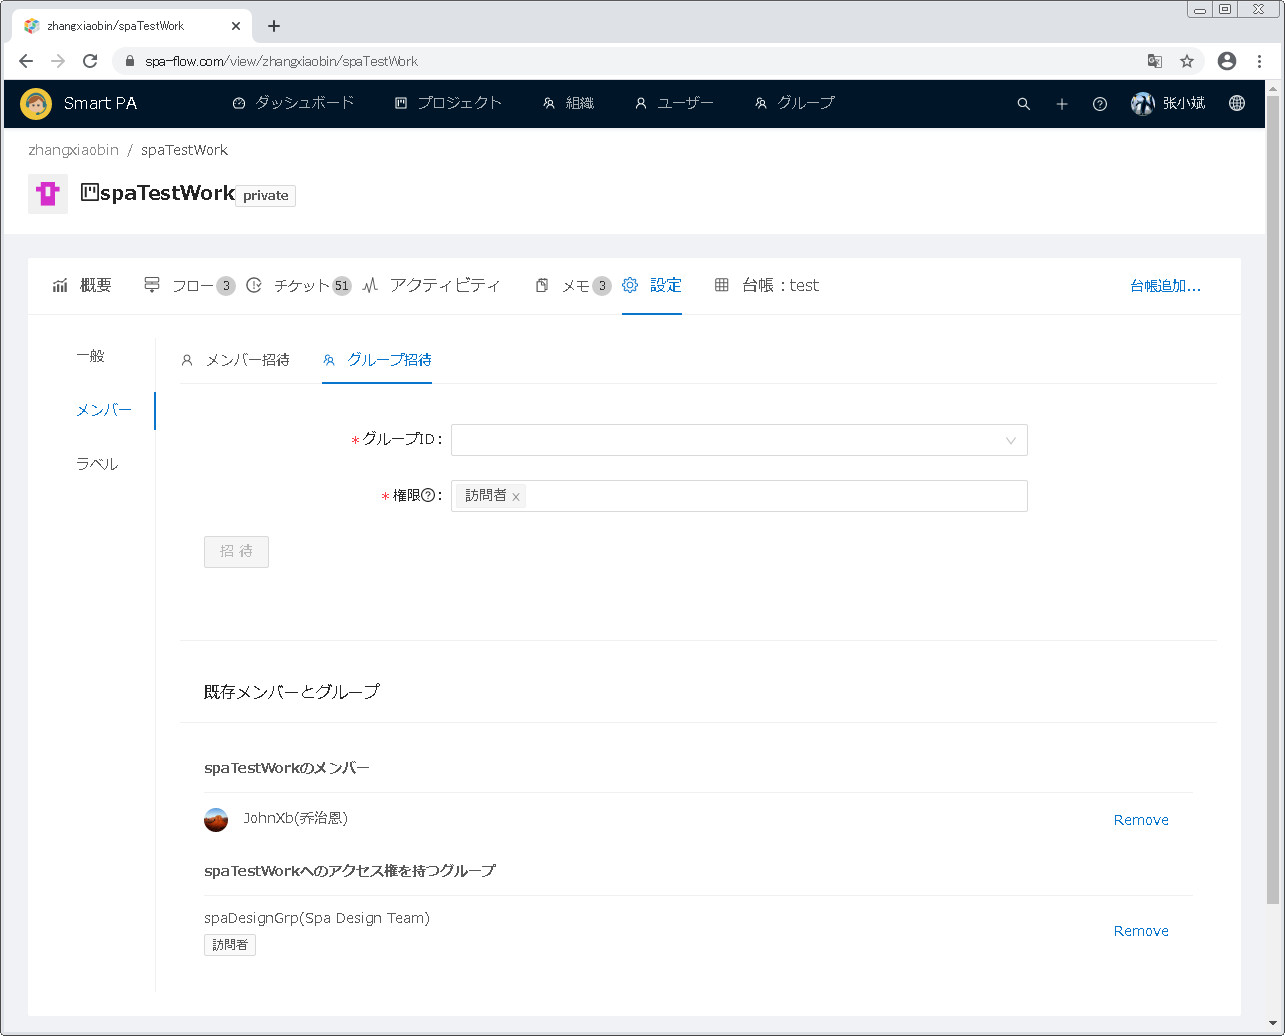 zhangxiaobin/spaTestWork
spa-flow.com/view/zhangxiaobin/spaTestWork
Smart PA ダッシュボード プロジェクト 組織 ユーザー グループ 张小斌
zhangxiaobin / spaTestWork
spaTestWork private
概要 フロー 3 チケット 51 アクティビティ メモ 3 設定 台帳：test 台帳追加...
一般
メンバー
ラベル
メンバー招待 グループ招待
* グループID:
* 権限 : 訪問者
招 待
既存メンバーとグループ
spaTestWorkのメンバー
JohnXb(乔治恩) Remove
spaTestWorkへのアクセス権を持つグループ
spaDesignGrp(Spa Design Team)
訪問者 Remove